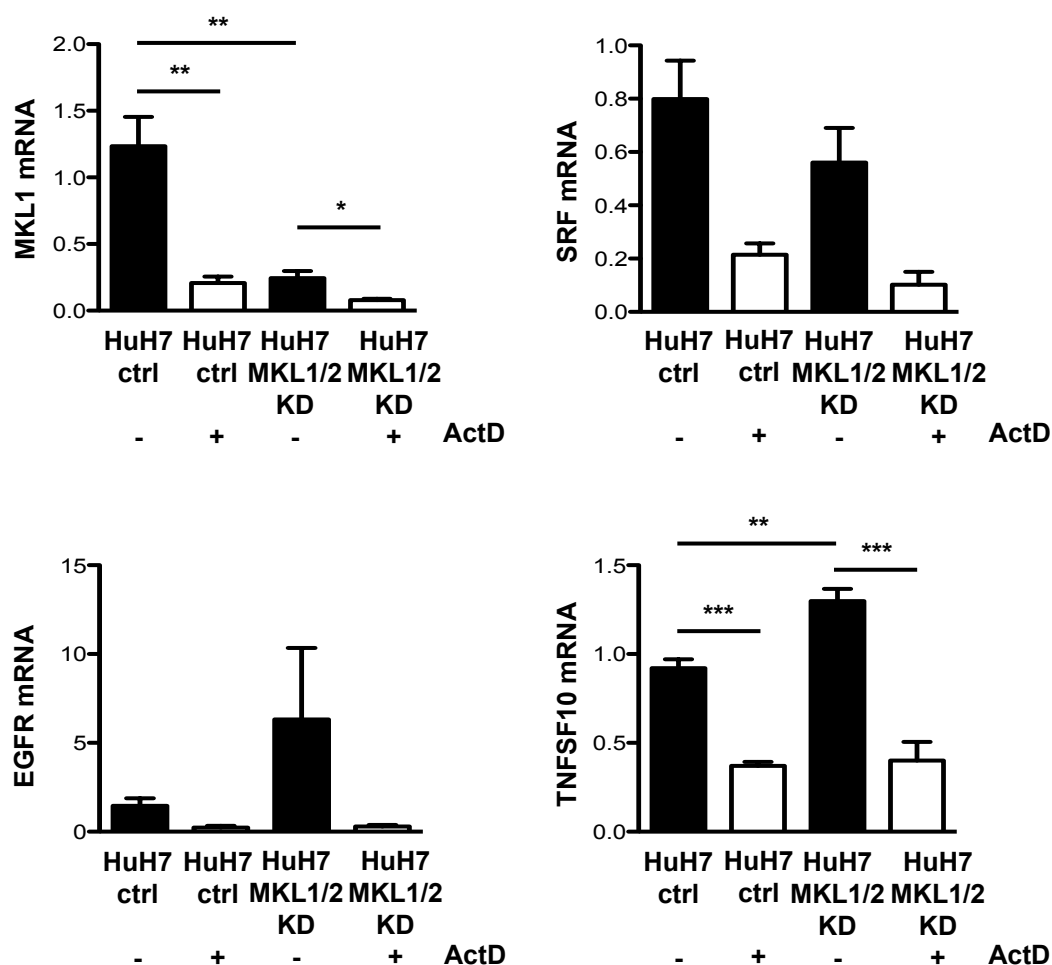 **
**
*
2.0
1.5
1.0
0.5
0.0
MKL1 mRNA
HuH7 HuH7 HuH7 HuH7
ctrl ctrl MKL1/2 MKL1/2
KD KD
- + - + ActD
1.0
0.8
0.6
0.4
0.2
0.0
SRF mRNA
HuH7 HuH7 HuH7 HuH7
ctrl ctrl MKL1/2 MKL1/2
KD KD
- + - + ActD
15
10
5
0
EGFR mRNA
HuH7 HuH7 HuH7 HuH7
ctrl ctrl MKL1/2 MKL1/2
KD KD
- + - + ActD
**
***
***
1.5
1.0
0.5
0.0
TNFSF10 mRNA
HuH7 HuH7 HuH7 HuH7
ctrl ctrl MKL1/2 MKL1/2
KD KD
- + - + ActD